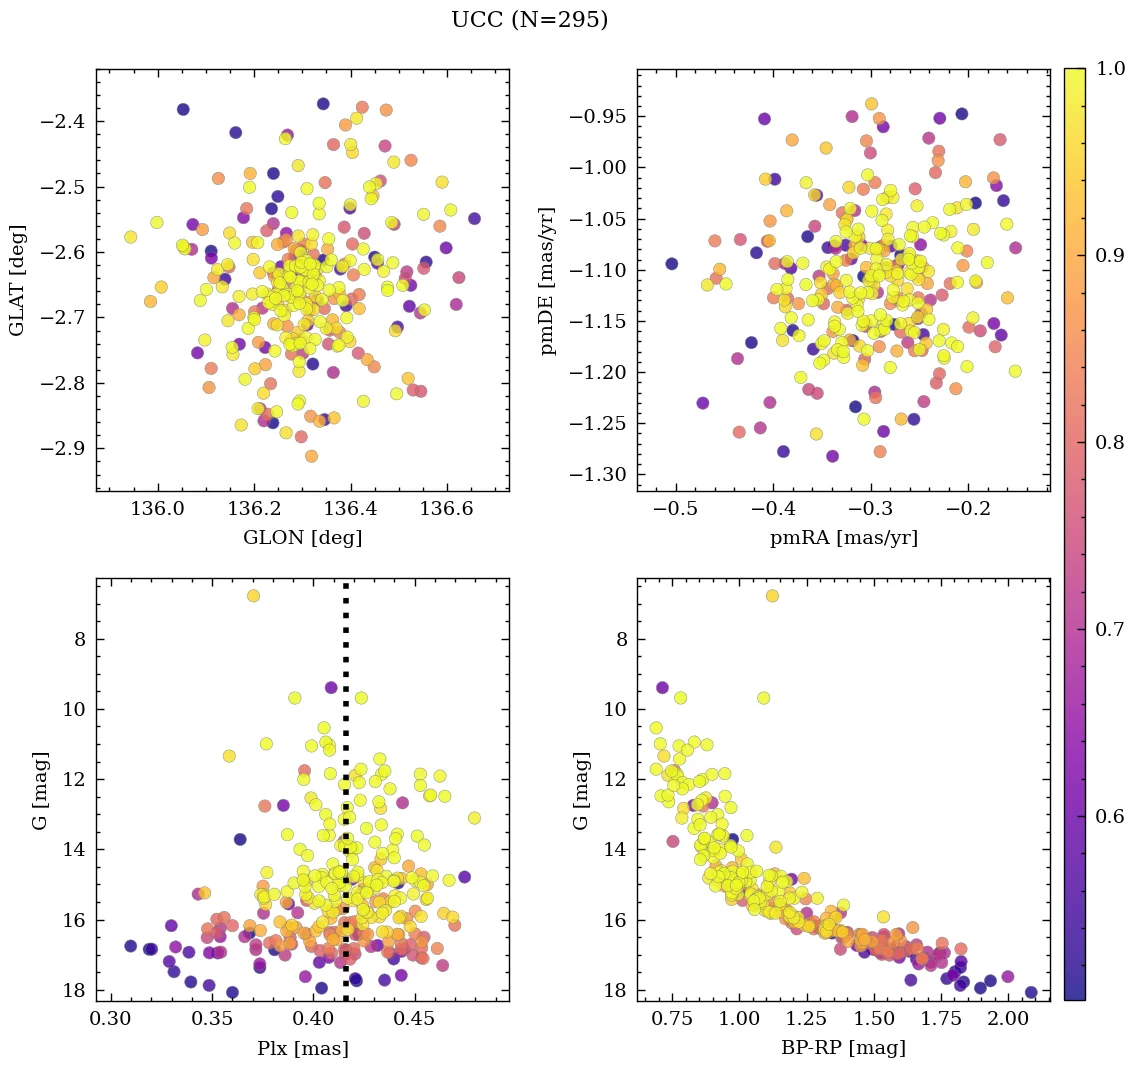 UCC (N=295)
−2.4
−2.5
−2.6
−2.7
−2.8
−2.9
GLAT [deg]
136.0 136.2 136.4 136.6
GLON [deg]
−0.95
−1.00
−1.05
−1.10
−1.15
−1.20
−1.25
−1.30
pmDE [mas/yr]
−0.5 −0.4 −0.3 −0.2
pmRA [mas/yr]
1.0
0.9
0.8
0.7
0.6
8
10
12
14
16
18
G [mag]
0.30 0.35 0.40 0.45
Plx [mas]
8
10
12
14
16
18
G [mag]
0.75 1.00 1.25 1.50 1.75 2.00
BP-RP [mag]